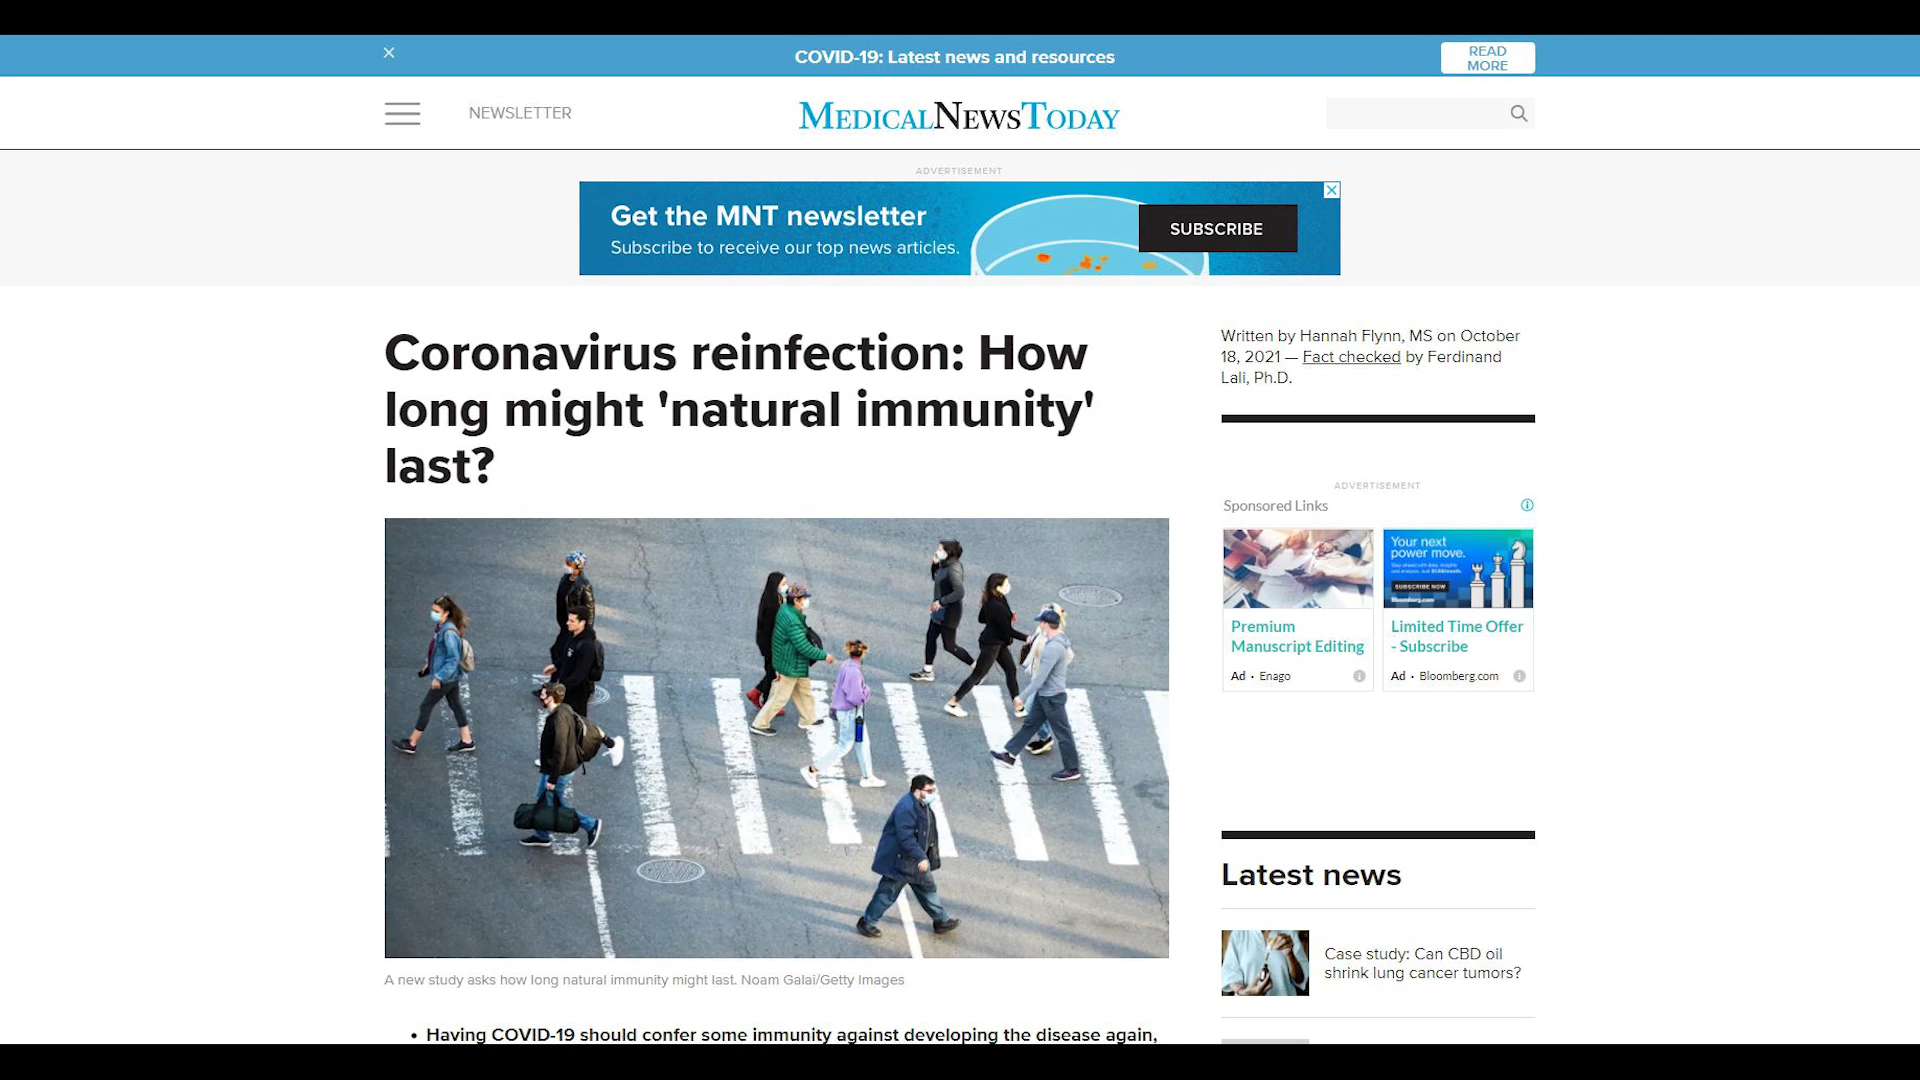 COVID-19: Latest news and resources
READ
MORE
NEWSLETTER
MEDICALNEWSTODAY
ADVERTISEMENT
Get the MNT newsletter
Subscribe to receive our top news articles.
SUBSCRIBE
Coronavirus reinfection: How
long might 'natural immunity'
last?
Written by Hannah Flynn, MS on October
18, 2021 — Fact checked by Ferdinand
Lali, Ph.D.
ADVERTISEMENT
Sponsored Links
Your next
power move.
SUBSCRIBE NOW
Bloomberg.com
Premium
Manuscript Editing
Ad • Enago
Limited Time Offer
- Subscribe
Ad • Bloomberg.com
Latest news
Case study: Can CBD oil
shrink lung cancer tumors?
A new study asks how long natural immunity might last. Noam Galai/Getty Images
• Having COVID-19 should confer some immunity against developing the disease again,